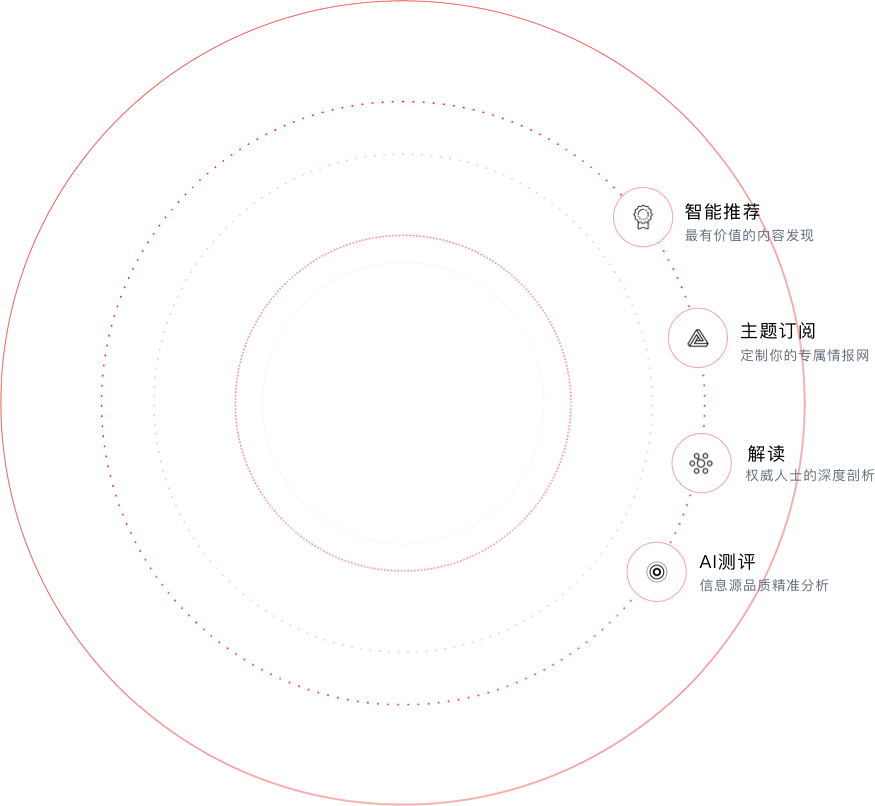 智能推荐
最有价值的内容发现
主题订阅
定制你的专属情报网
解读
权威人士的深度剖析
AI测评
信息源品质精准分析